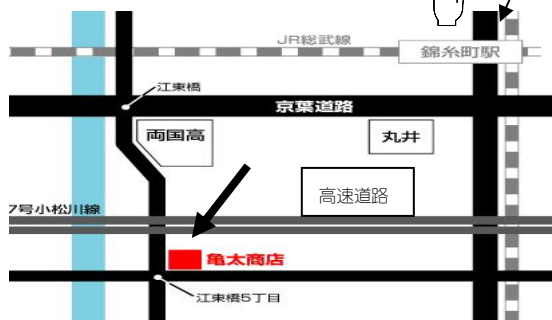 JR総武線
錦糸町駅
江東橋
京葉道路
両国高
丸井
高速道路
7号小松川線
亀太商店
江東橋5丁目